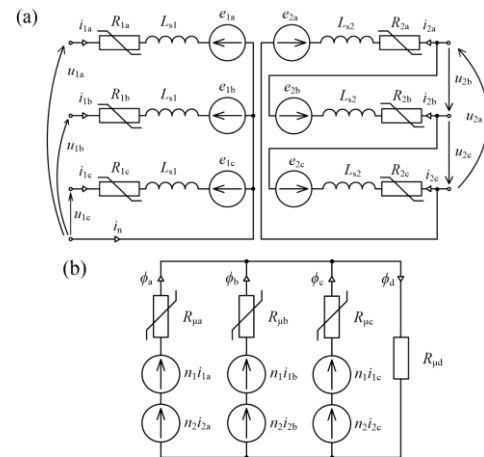 (a)
i1a R1a Ls1 e1a e2a Ls2 R2a i2a
u1a u2b u2a
i1b R1b Ls1 e1b e2b Ls2 R2b i2b
u1b u2c
i1c R1c Ls1 e1c e2c Ls2 R2c i2c
u1c
in
(b)
ϕa ϕb ϕc ϕd
Rμa Rμb Rμc Rμd
n1i1a n1i1b n1i1c
n2i2a n2i2b n2i2c